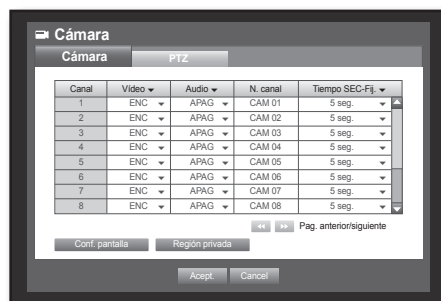 Cámara
Cámara PTZ
Canal Vídeo Audio N. canal Tiempo SEC-Fij.
1 ENC APAG CAM 01 5 seg.
2 ENC APAG CAM 02 5 seg.
3 ENC APAG CAM 03 5 seg.
4 ENC APAG CAM 04 5 seg.
5 ENC APAG CAM 05 5 seg.
6 ENC APAG CAM 06 5 seg.
7 ENC APAG CAM 07 5 seg.
8 ENC APAG CAM 08 5 seg.
Pag. anterior/siguiente
Conf. pantalla Región privada
Acept. Cancel